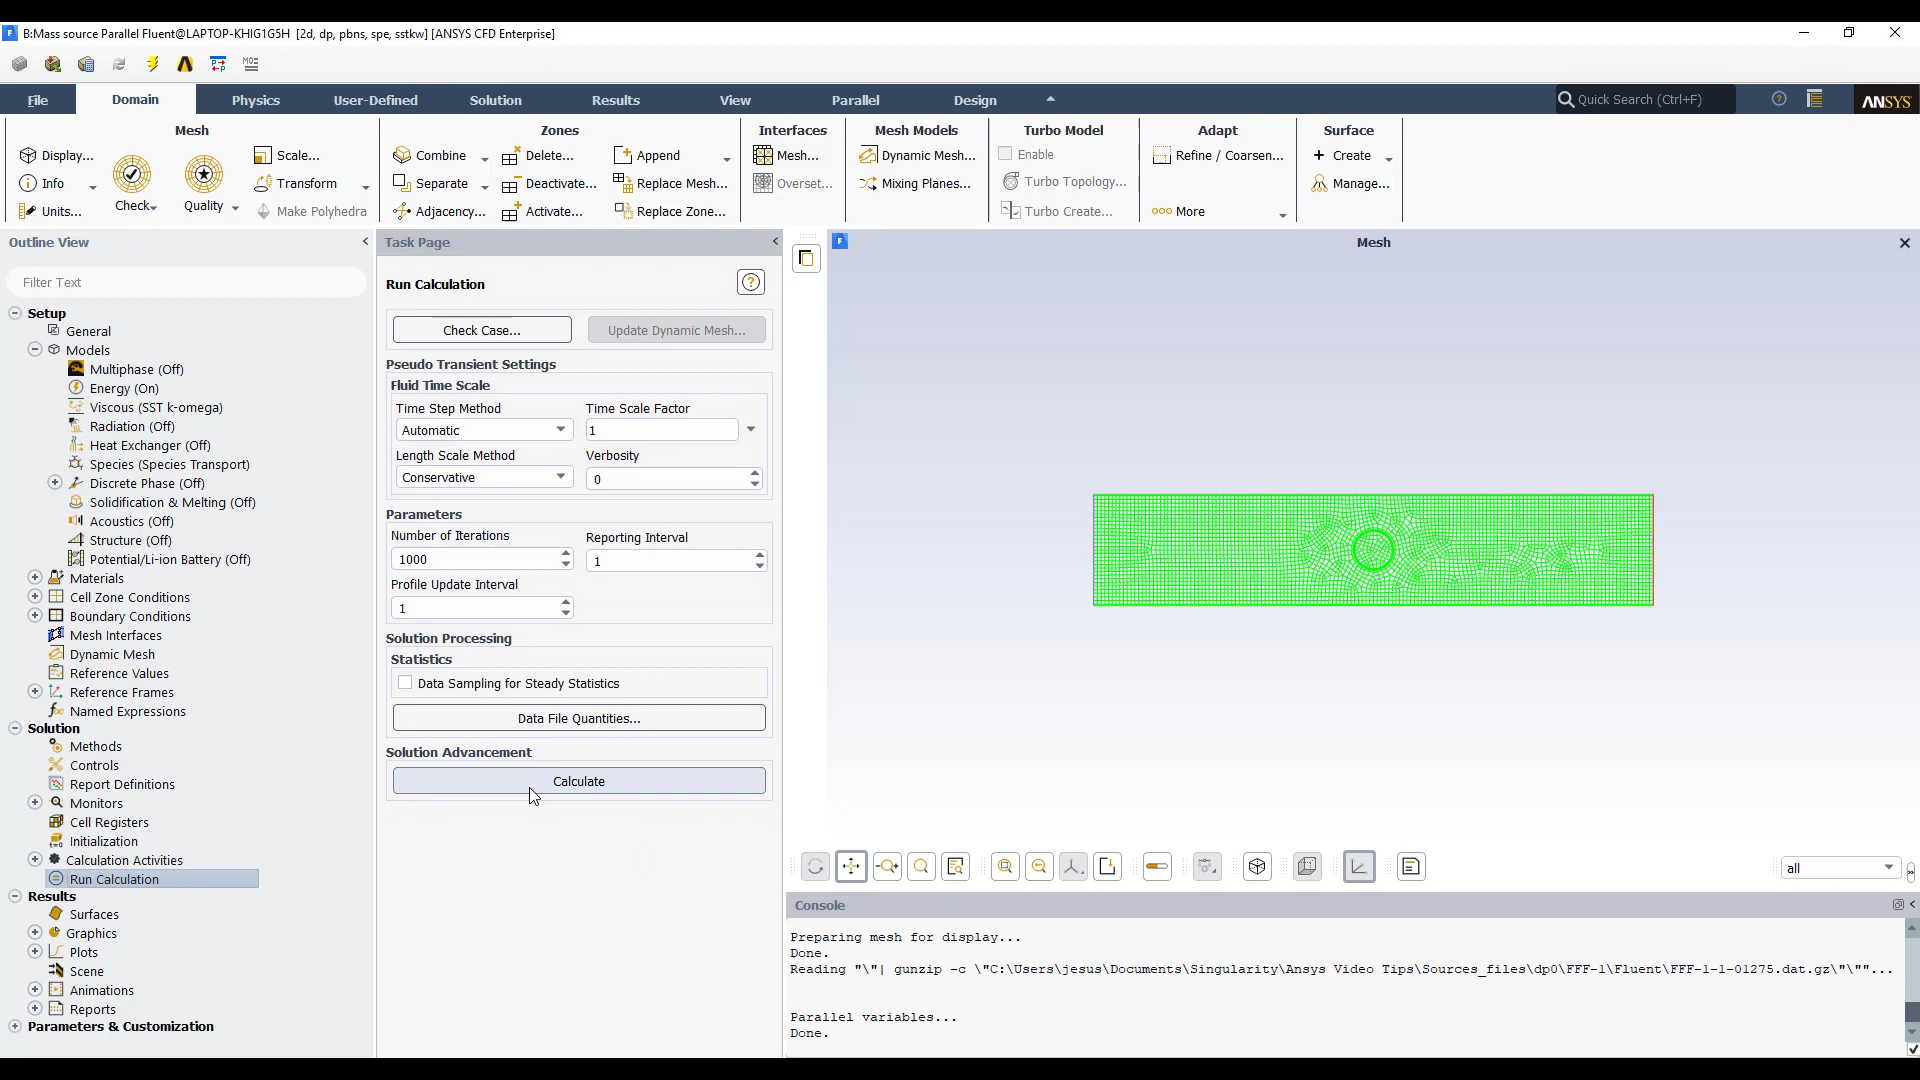 B:Mass source Parallel Fluent@LAPTOP-KHIG1G5H [2d, dp, pbns, spe, sstkw] [ANSYS CFD Enterprise]
File Domain Physics User-Defined Solution Results View Parallel Design Quick Search (Ctrl+F) ANSYS
Mesh Zones Interfaces Mesh Models Turbo Model Adapt Surface
Display... Scale... Combine Delete... Append Mesh... Dynamic Mesh... Enable Refine / Coarsen... Create
Info Transform Separate Deactivate... Replace Mesh... Overset... Mixing Planes... Turbo Topology... Manage...
Check Quality
Units... Make Polyhedra Adjacency... Activate... Replace Zone... Turbo Create... More
Outline View
Filter Text
Setup
General
Models
Multiphase (Off)
Energy (On)
Viscous (SST k-omega)
Radiation (Off)
Heat Exchanger (Off)
Species (Species Transport)
Discrete Phase (Off)
Solidification & Melting (Off)
Acoustics (Off)
Structure (Off)
Potential/Li-ion Battery (Off)
Materials
Cell Zone Conditions
Boundary Conditions
Mesh Interfaces
Dynamic Mesh
Reference Values
Reference Frames
Named Expressions
Solution
Methods
Controls
Report Definitions
Monitors
Cell Registers
Initialization
Calculation Activities
Run Calculation
Results
Surfaces
Graphics
Plots
Scene
Animations
Reports
Parameters & Customization
Task Page
Run Calculation
Check Case... Update Dynamic Mesh...
Pseudo Transient Settings
Fluid Time Scale
Time Step Method Time Scale Factor
Automatic 1
Length Scale Method Verbosity
Conservative 0
Parameters
Number of Iterations Reporting Interval
1000 1
Profile Update Interval
1
Solution Processing
Statistics
Data Sampling for Steady Statistics
Data File Quantities...
Solution Advancement
Calculate
Mesh
all
Console
Preparing mesh for display...
Done.
Reading "\"| gunzip -c \"C:\Users\jesus\Documents\Singularity\Ansys Video Tips\Sources_files\dp0\FFF-1\Fluent\FFF-1-1-01275.dat.gz\"\""...
Parallel variables...
Done.